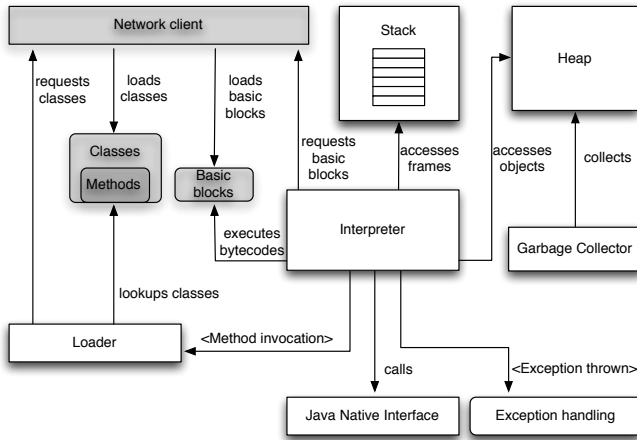 Network client
Stack
Heap
requests
classes
loads
classes
loads
basic
blocks
requests
basic
blocks
accesses
frames
accesses
objects
collects
Classes
Methods
Basic
blocks
executes
bytecodes
Interpreter
Garbage Collector
lookups classes
Loader
<Method invocation>
calls
<Exception thrown>
Java Native Interface
Exception handling